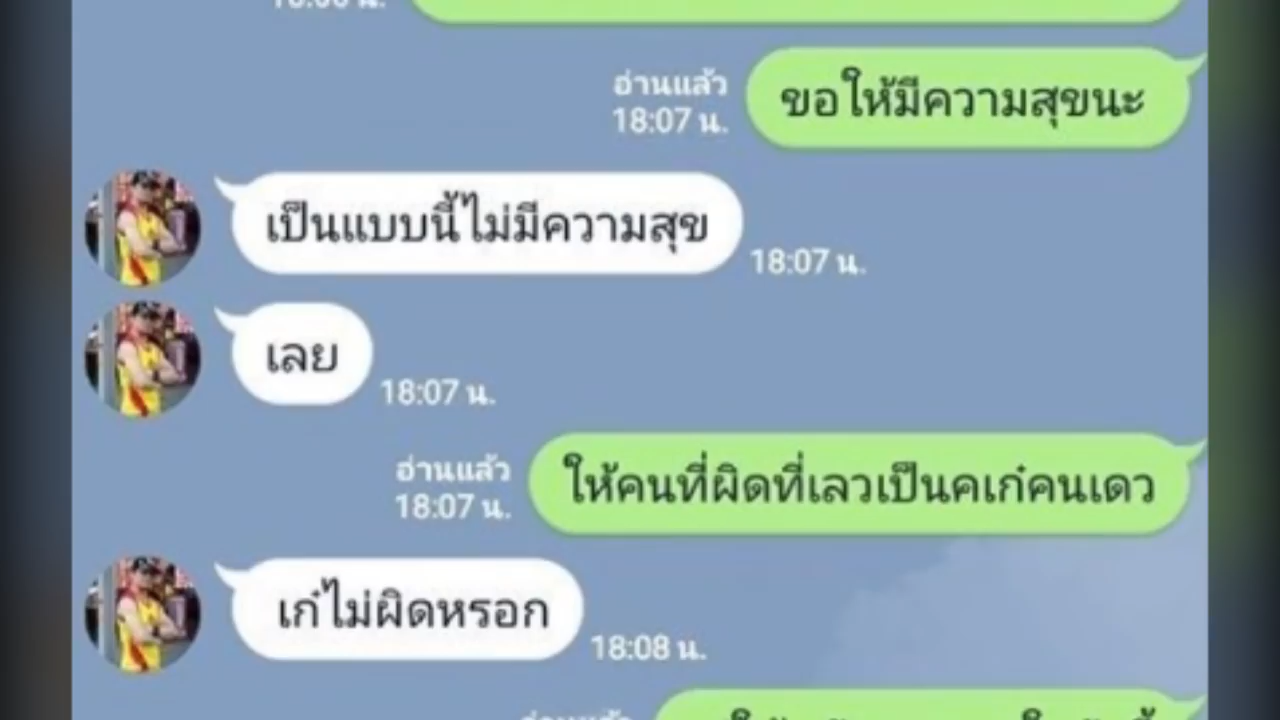 อ่านแล้ว
18:07 น.
ขอให้มีความสุขนะ
เป็นแบบนี้ไม่มีความสุข
18:07 น.
เลย
18:07 น.
อ่านแล้ว
18:07 น.
ให้คนที่ผิดที่เลวเป็นคเก๋คนเดว
เก๋ไม่ผิดหรอก
18:08 น.